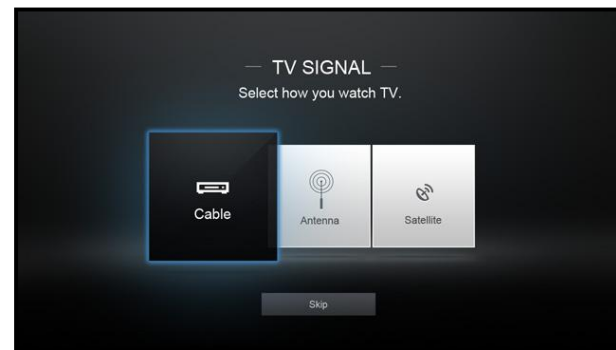 — TV SIGNAL —
Select how you watch TV.
Cable
Antenna
Satellite
Skip